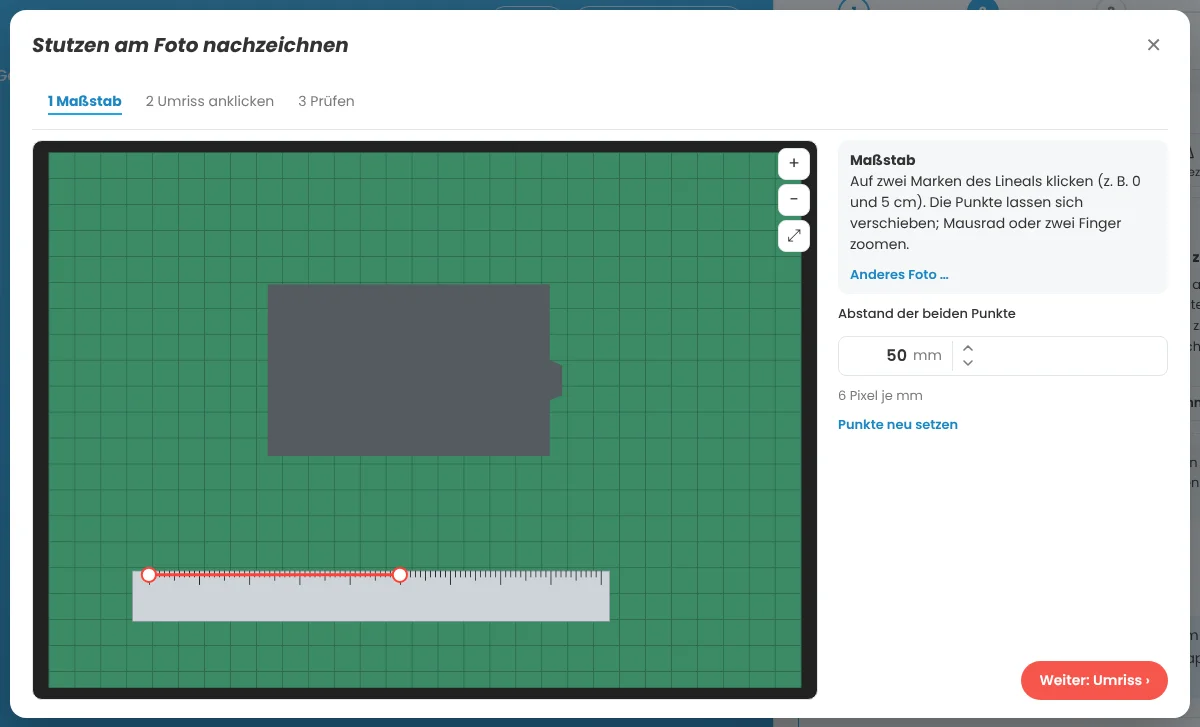 Stutzen am Foto nachzeichnen
1 Maßstab
2 Umriss anklicken
3 Prüfen
Maßstab
Auf zwei Marken des Lineals klicken (z. B. 0
und 5 cm). Die Punkte lassen sich
verschieben; Mausrad oder zwei Finger
zoomen.
Anderes Foto ...
Abstand der beiden Punkte
50 mm
6 Pixel je mm
Punkte neu setzen
Weiter: Umriss ›